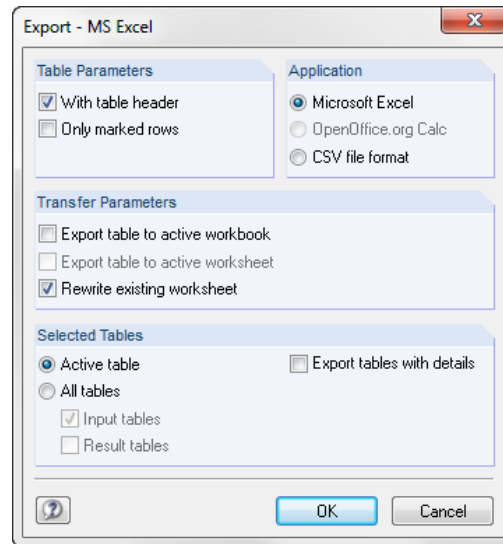 Export - MS Excel
Table Parameters
With table header
Only marked rows
Application
Microsoft Excel
OpenOffice.org Calc
CSV file format
Transfer Parameters
Export table to active workbook
Export table to active worksheet
Rewrite existing worksheet
Selected Tables
Active table
All tables
Input tables
Result tables
Export tables with details
OK
Cancel